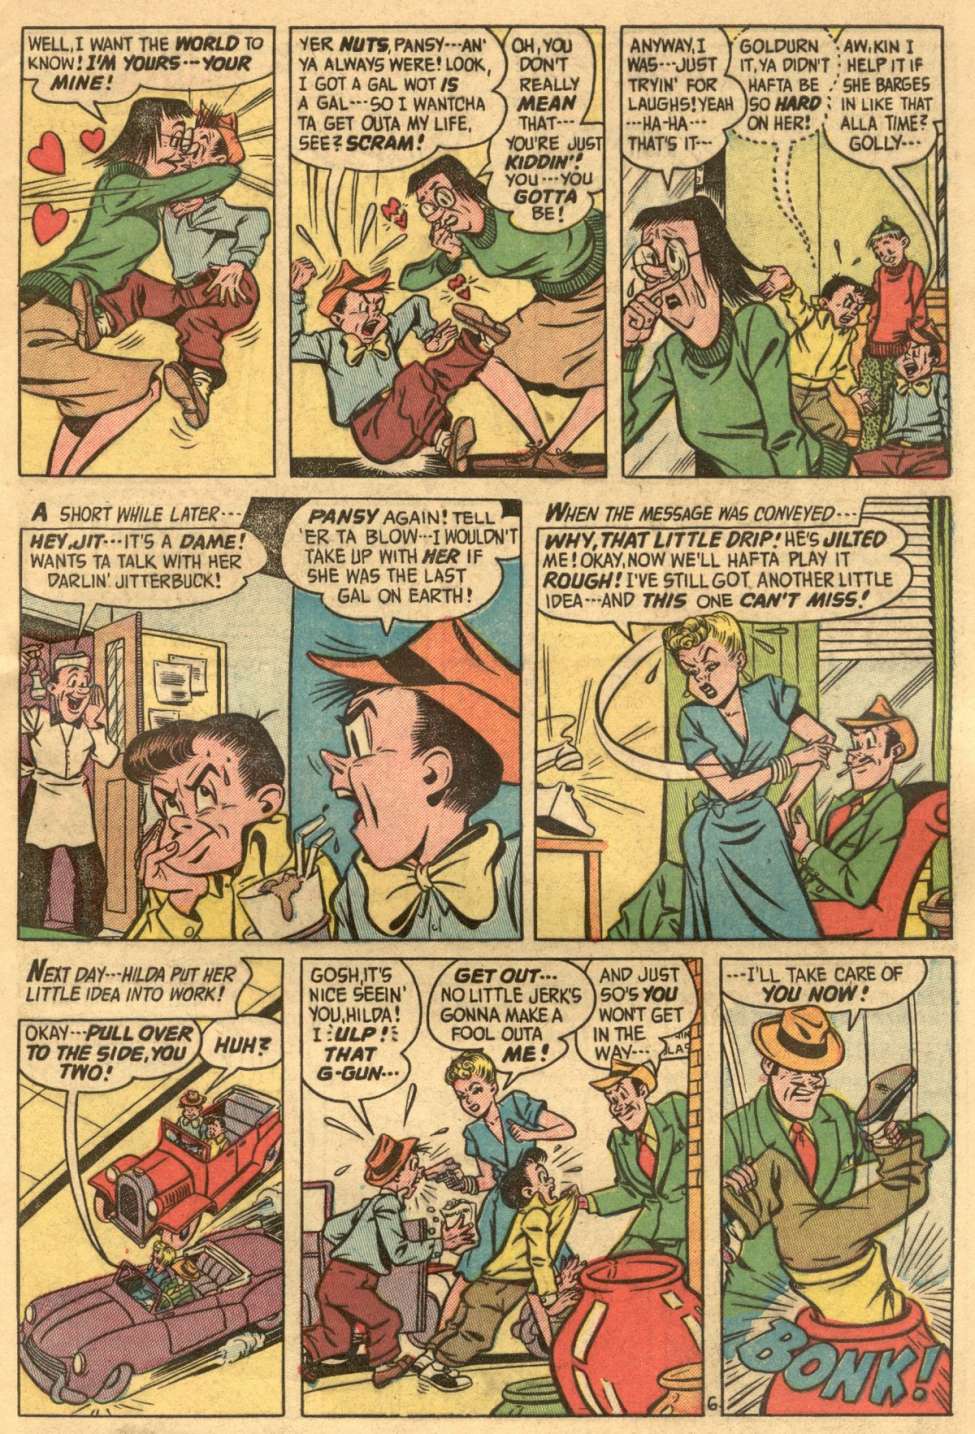 WELL, I WANT THE WORLD TO
KNOW! I'M YOURS---YOUR
MINE!
YER NUTS, PANSY---AN'
YA ALWAYS WERE! LOOK,
I GOT A GAL WOT IS
A GAL---SO I WANTCHA
TA GET OUTA MY LIFE,
SEE? SCRAM!
OH, YOU
DON'T
REALLY
MEAN
THAT---
YOU'RE JUST
KIDDIN'!
YOU---YOU
GOTTA
BE!
ANYWAY, I
WAS---JUST
TRYIN' FOR
LAUGHS! YEAH
---HA-HA---
THAT'S IT---
GOLDURN
IT, YA DIDN'T
HAFTA BE
SO HARD
ON HER!
AW, KIN I
HELP IT IF
SHE BARGES
IN LIKE THAT
ALLA TIME?
GOLLY---
A SHORT WHILE LATER---
HEY, JIT---IT'S A DAME!
WANTS TA TALK WITH HER
DARLIN' JITTERBUCK!
PANSY AGAIN! TELL
'ER TA BLOW---I WOULDN'T
TAKE UP WITH HER IF
SHE WAS THE LAST
GAL ON EARTH!
WHEN THE MESSAGE WAS CONVEYED---
WHY, THAT LITTLE DRIP! HE'S JILTED
ME! OKAY, NOW WE'LL HAFTA PLAY IT
ROUGH! I'VE STILL GOT ANOTHER LITTLE
IDEA---AND THIS ONE CAN'T MISS!
NEXT DAY---HILDA PUT HER
LITTLE IDEA INTO WORK!
OKAY---PULL OVER
TO THE SIDE, YOU
TWO!
HUH?
GOSH, IT'S
NICE SEEIN'
YOU, HILDA!
I :ULP!:
THAT
G-GUN---
GET OUT---
NO LITTLE JERK'S
GONNA MAKE A
FOOL OUTA
ME!
AND JUST
SO'S YOU
WON'T GET
IN THE
WAY---
---I'LL TAKE CARE OF
YOU NOW!
BONK!
6